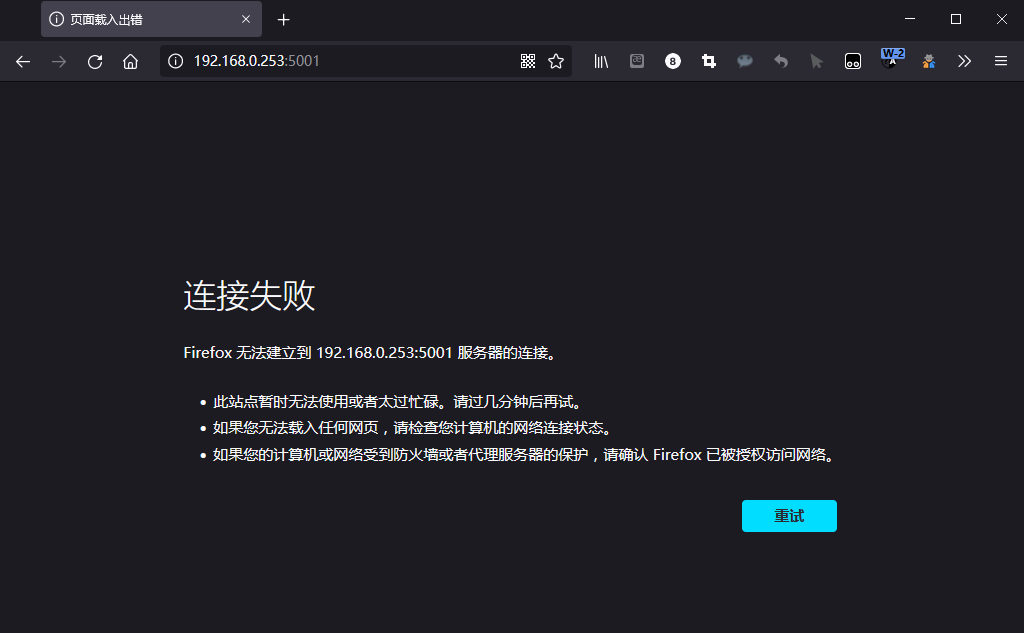 页面载入出错
192.168.0.253:5001
æ
8
W-2
连接失败
Firefox 无法建立到 192.168.0.253:5001 服务器的连接。
此站点暂时无法使用或者太过忙碌。请过几分钟后再试。
如果您无法载入任何网页，请检查您计算机的网络连接状态。
如果您的计算机或网络受到防火墙或者代理服务器的保护，请确认 Firefox 已被授权访问网络。
重试